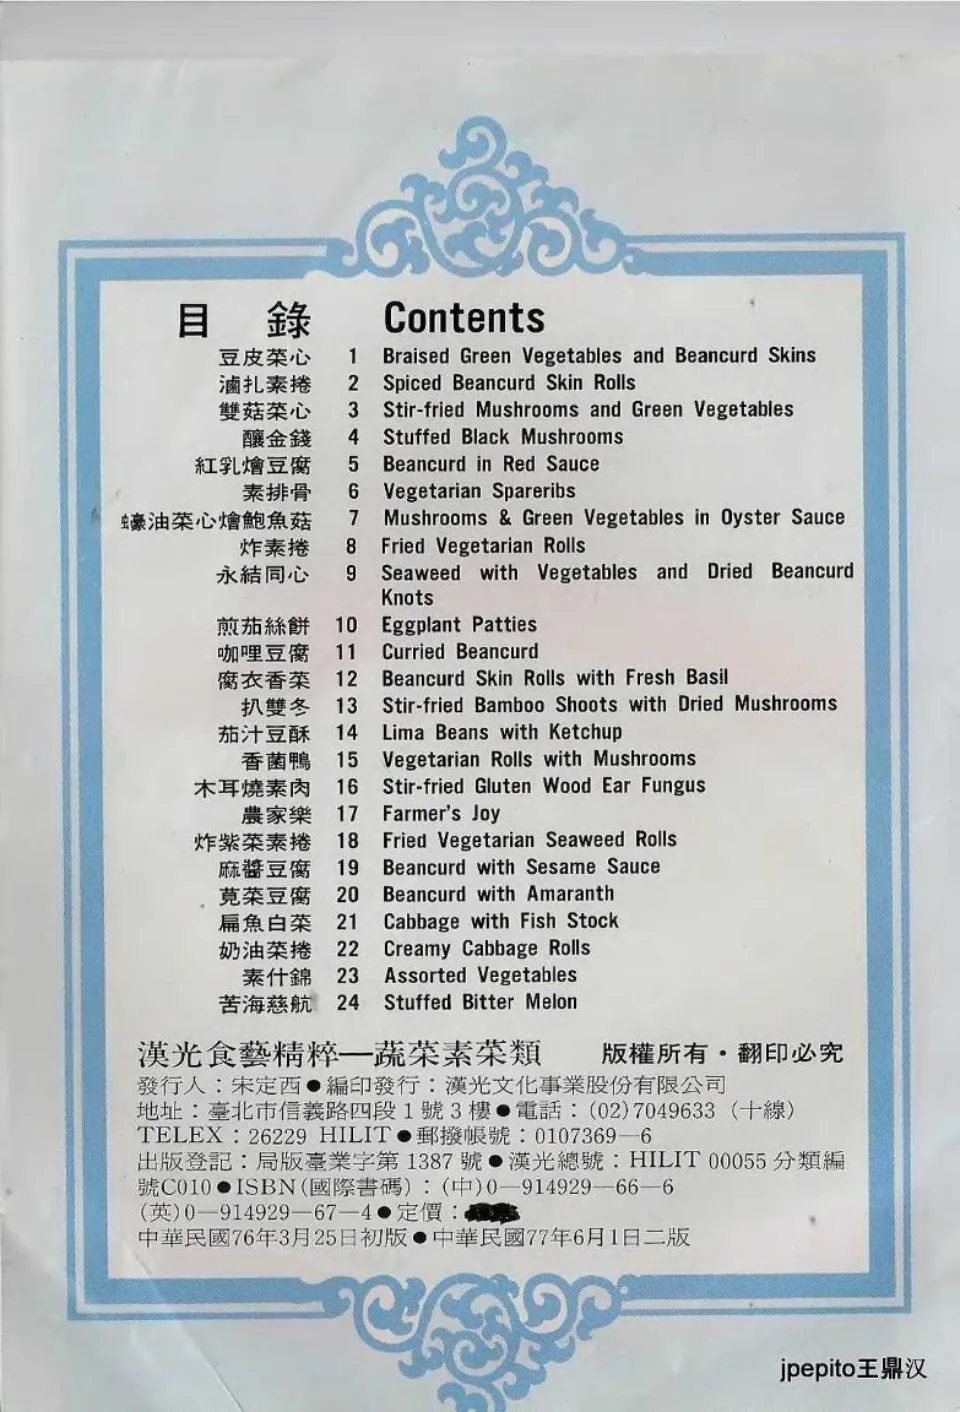 目 錄 Contents
豆皮菜心 1 Braised Green Vegetables and Beancurd Skins
滷扎素捲 2 Spiced Beancurd Skin Rolls
雙菇菜心 3 Stir-fried Mushrooms and Green Vegetables
釀金錢 4 Stuffed Black Mushrooms
紅乳燴豆腐 5 Beancurd in Red Sauce
素排骨 6 Vegetarian Spareribs
蠔油菜心燴鮑魚菇 7 Mushrooms & Green Vegetables in Oyster Sauce
炸素捲 8 Fried Vegetarian Rolls
永結同心 9 Seaweed with Vegetables and Dried Beancurd
Knots
煎茄絲餅 10 Eggplant Patties
咖哩豆腐 11 Curried Beancurd
腐衣香菜 12 Beancurd Skin Rolls with Fresh Basil
扒雙冬 13 Stir-fried Bamboo Shoots with Dried Mushrooms
茄汁豆酥 14 Lima Beans with Ketchup
香菌鴨 15 Vegetarian Rolls with Mushrooms
木耳燒素肉 16 Stir-fried Gluten Wood Ear Fungus
農家樂 17 Farmer's Joy
炸紫菜素捲 18 Fried Vegetarian Seaweed Rolls
麻醬豆腐 19 Beancurd with Sesame Sauce
莧菜豆腐 20 Beancurd with Amaranth
扁魚白菜 21 Cabbage with Fish Stock
奶油菜捲 22 Creamy Cabbage Rolls
素什錦 23 Assorted Vegetables
苦海慈航 24 Stuffed Bitter Melon
漢光食藝精粹—蔬菜素菜類 版權所有・翻印必究
發行人：宋定西●編印發行：漢光文化事業股份有限公司
地址：臺北市信義路四段1號3樓●電話：(02)7049633（十線）
TELEX：26229 HILIT●郵撥帳號：0107369—6
出版登記：局版臺業字第1387號●漢光總號：HILIT 00055分類編
號C010●ISBN(國際書碼)：(中)0—914929—66—6
(英)0—914929—67—4●定價：
中華民國76年3月25日初版●中華民國77年6月1日二版
jpepito王鼎汉